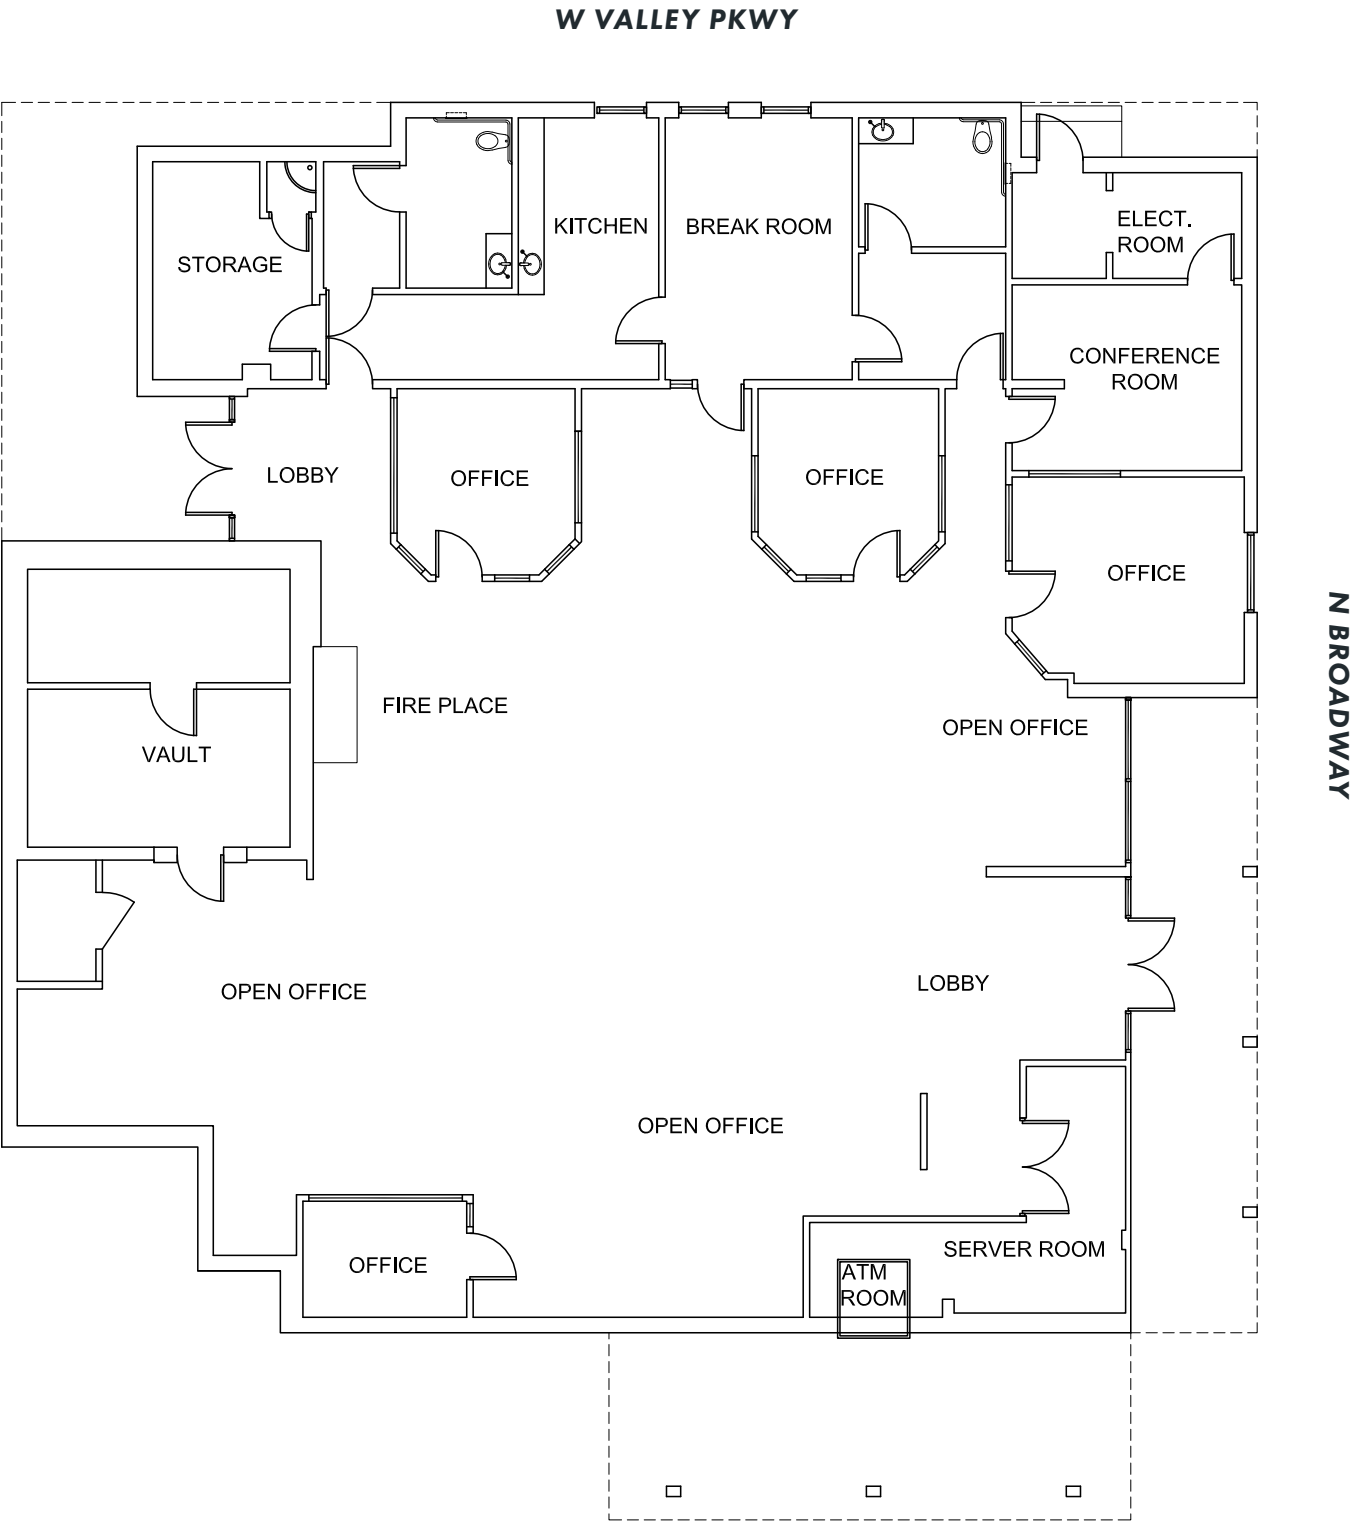 W VALLEY PKWY
KITCHEN
BREAK ROOM
ELECT.
ROOM
STORAGE
CONFERENCE
ROOM
LOBBY
OFFICE
OFFICE
OFFICE
N BROADWAY
FIRE PLACE
OPEN OFFICE
VAULT
OPEN OFFICE
LOBBY
OPEN OFFICE
SERVER ROOM
OFFICE
ATM
ROOM